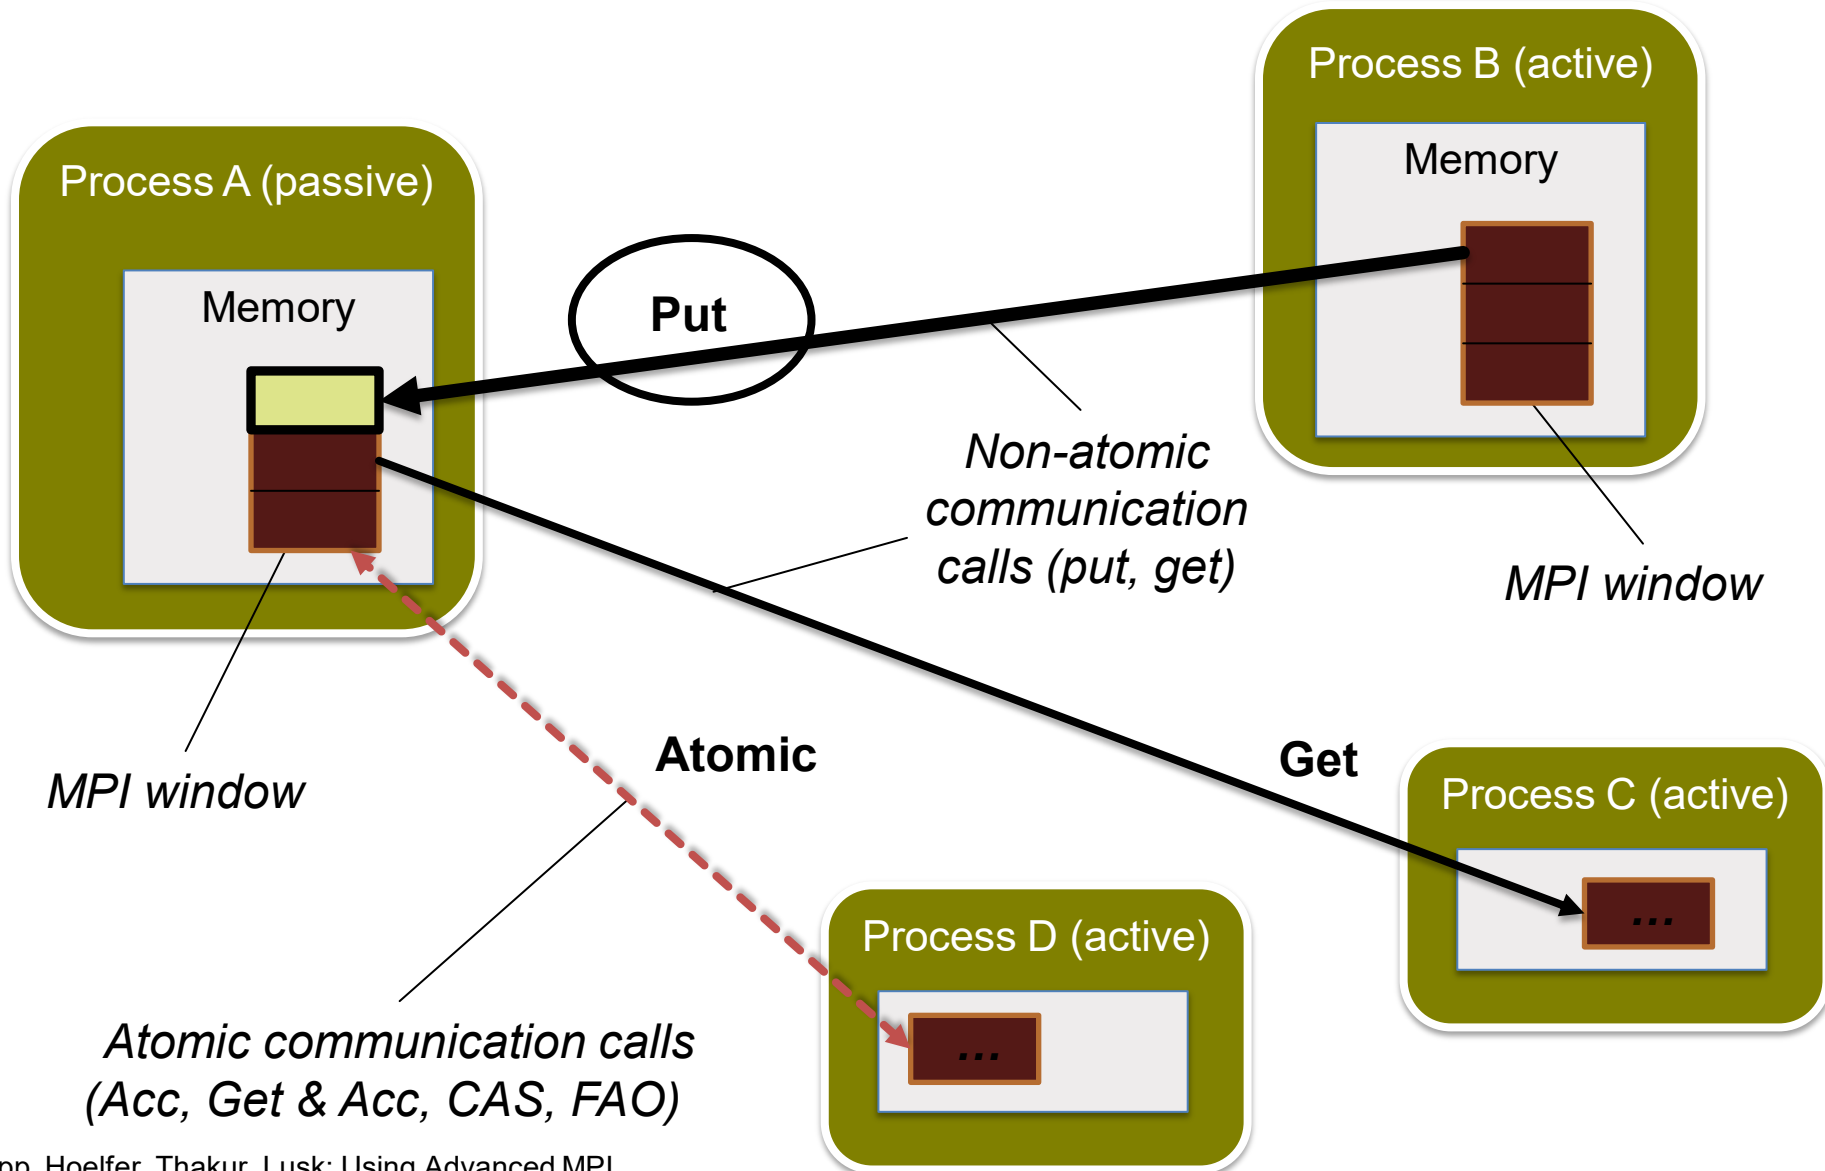 Process B (active)
Memory
Process A (passive)
Memory
Put
Non-atomic
communication
calls (put, get)
MPI window
MPI window
Atomic
Get
Process C (active)
...
Process D (active)
...
Atomic communication calls
(Acc, Get & Acc, CAS, FAO)
Hoelfer, Thakur, Lusk: Using Advanced MPI